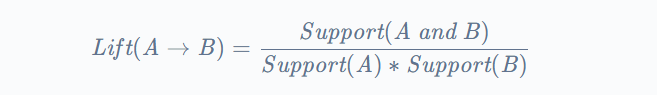 Lift(A → B) = Support(A and B) / Support(A) * Support(B)